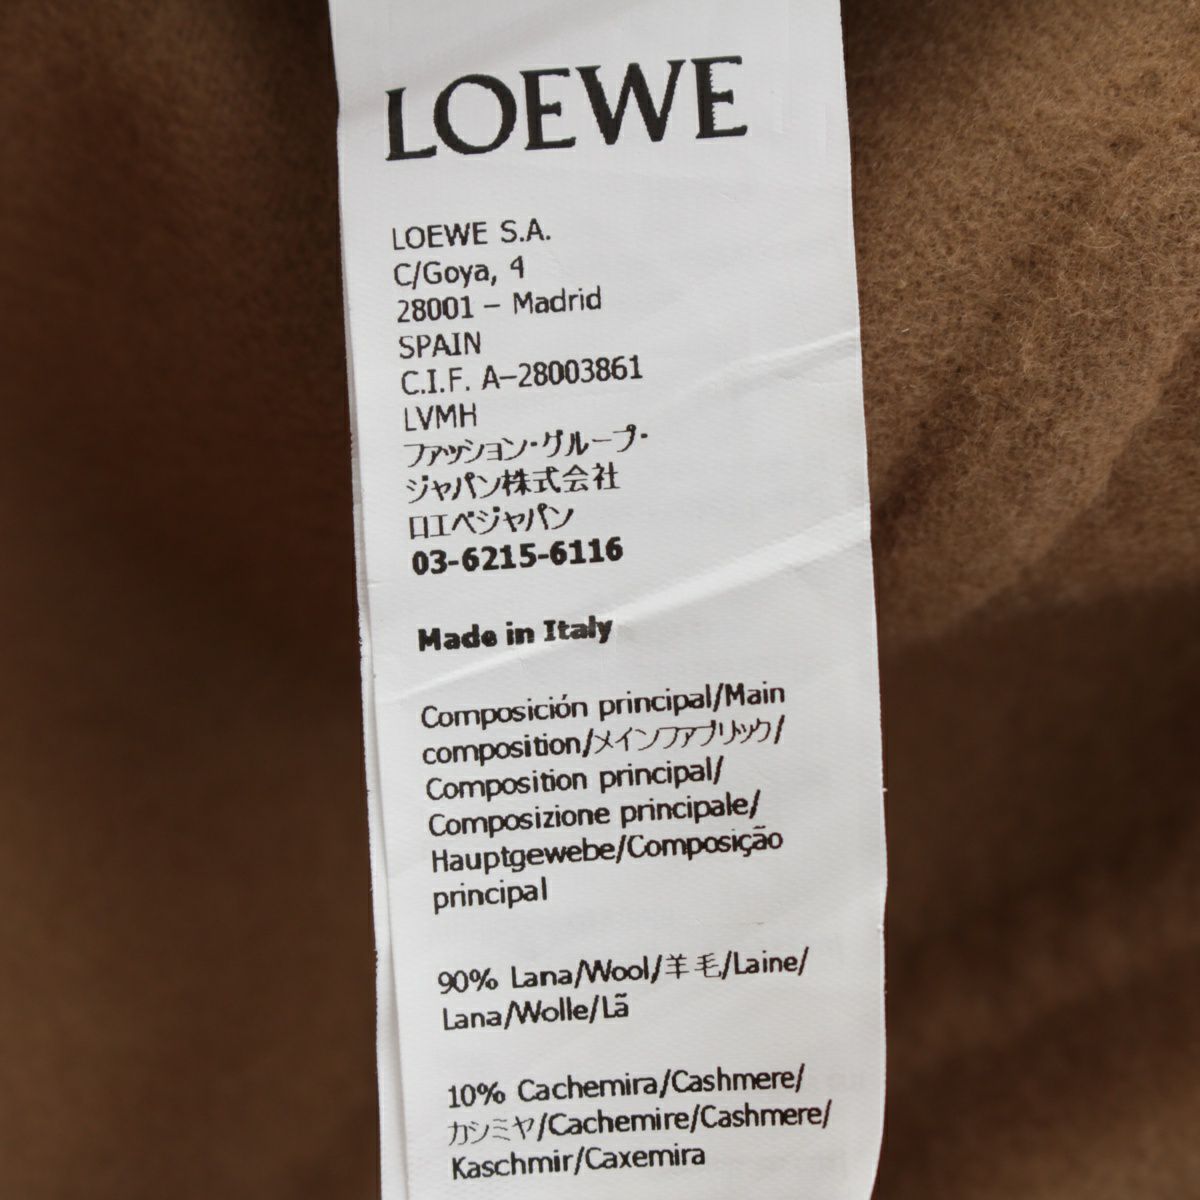 LOEWE
LOEWE S.A.
C/Goya, 4
28001 – Madrid
SPAIN
C.I.F. A–28003861
LVMH
ファッション・グループ・
ジャパン株式会社
ロエベジャパン
03-6215-6116
Made in Italy
Composición principal/Main
composition/メインファブリック/
Composition principal/
Composizione principale/
Hauptgewebe/Composição
principal
90% Lana/Wool/羊毛/Laine/
Lana/Wolle/Lã
10% Cachemira/Cashmere/
カシミヤ/Cachemire/Cashmere/
Kaschmir/Caxemira